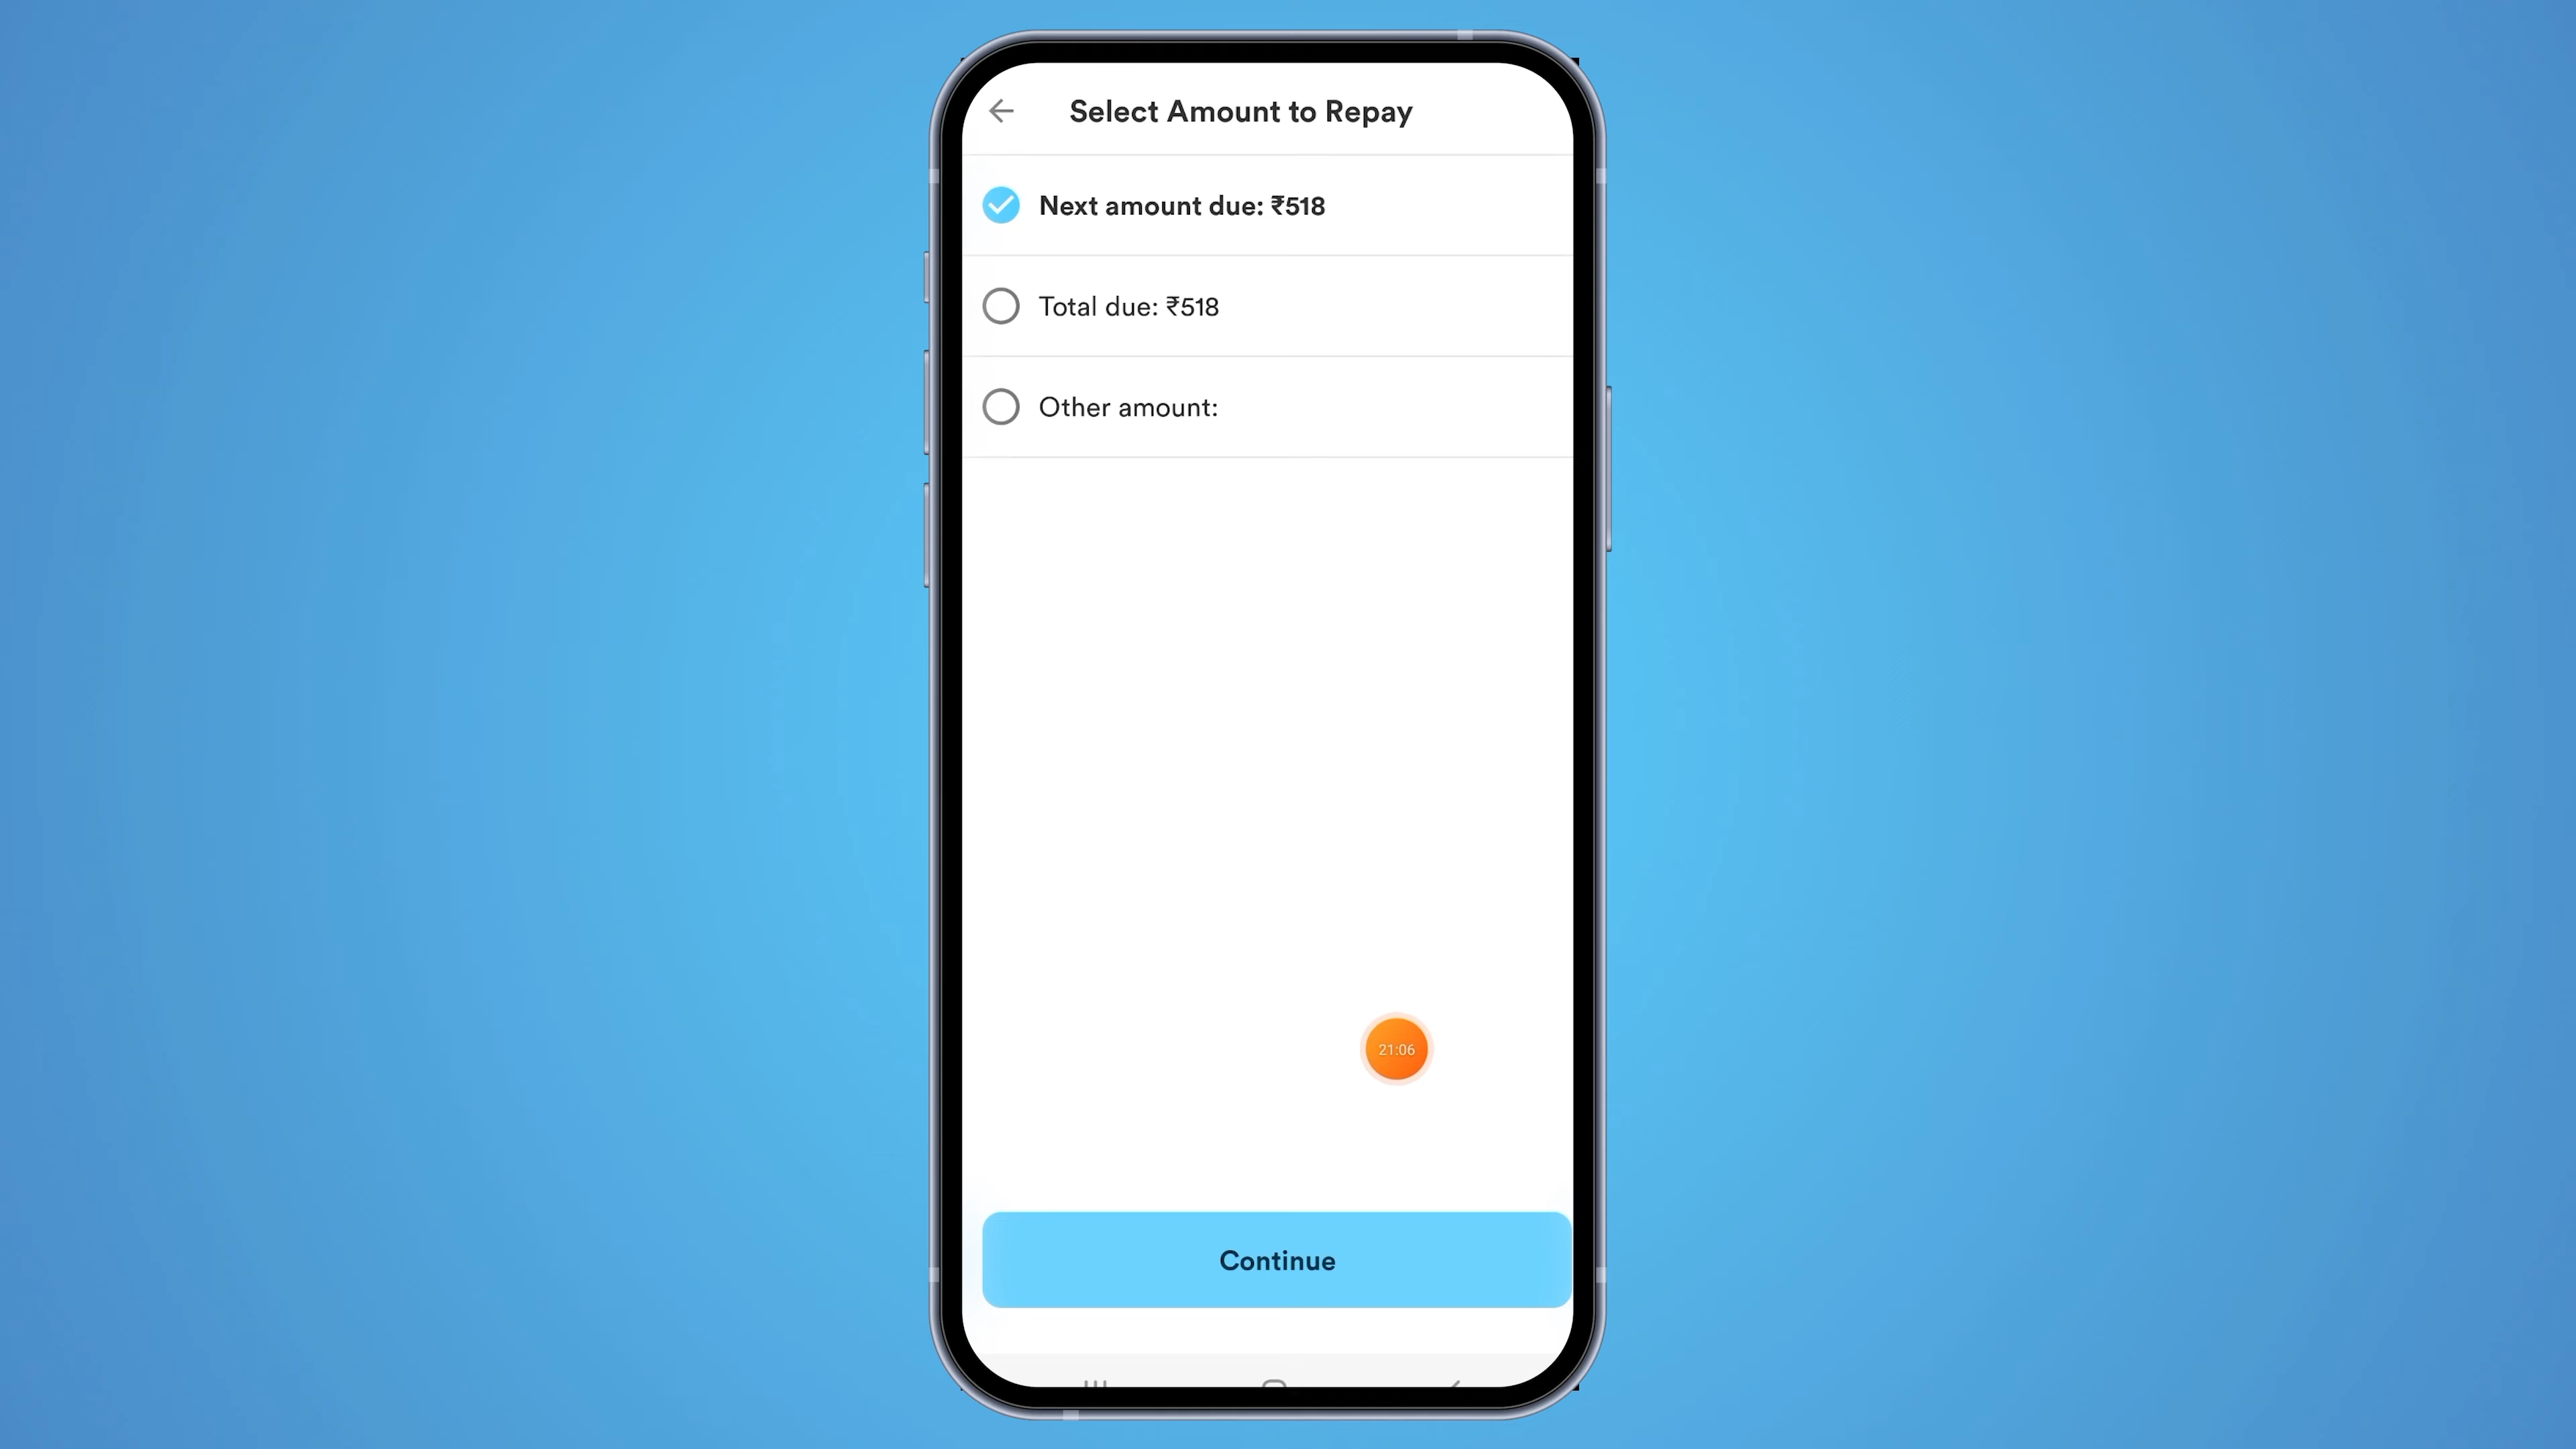 Select Amount to Repay
Next amount due: ₹518
Total due: ₹518
Other amount:
21:06
Continue